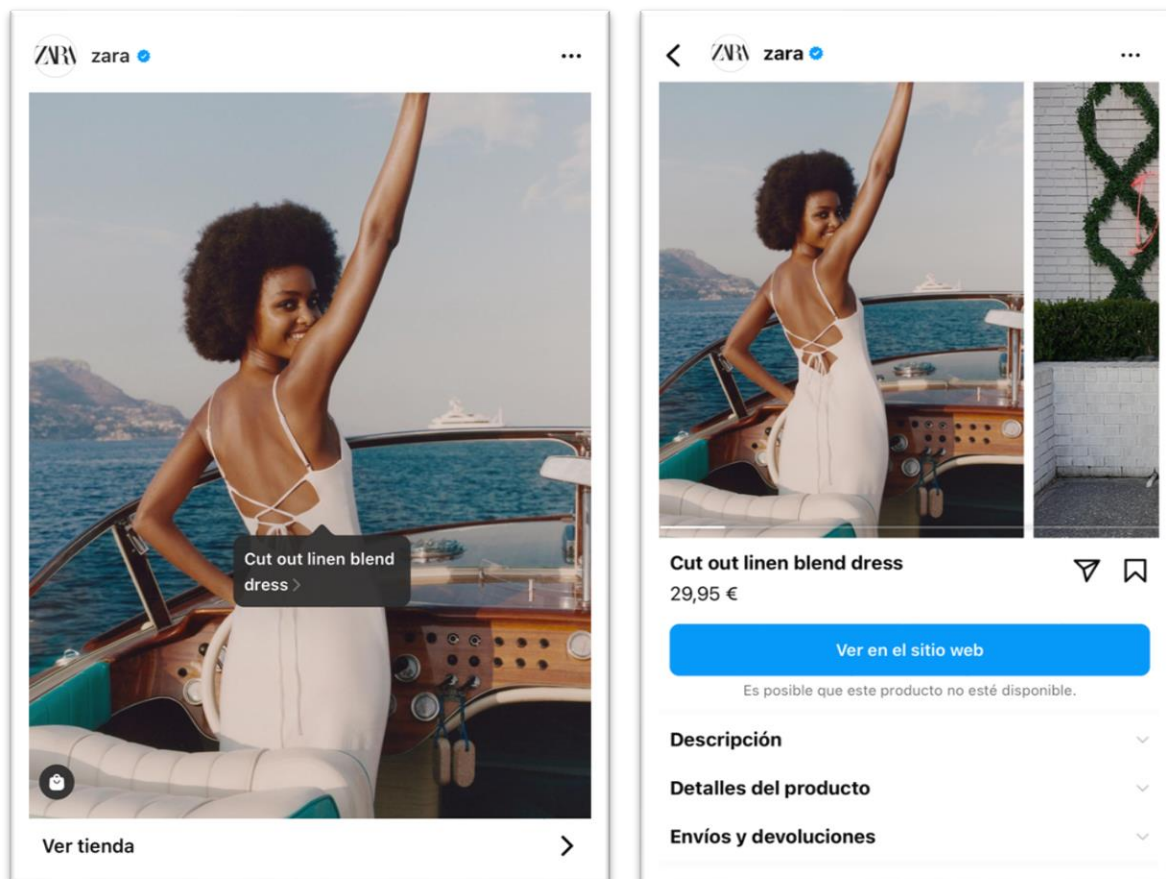 ZARA zara
Cut out linen blend
dress >
Ver tienda
ZARA zara
Cut out linen blend dress
29,95 €
Ver en el sitio web
Es posible que este producto no esté disponible.
Descripción
Detalles del producto
Envíos y devoluciones